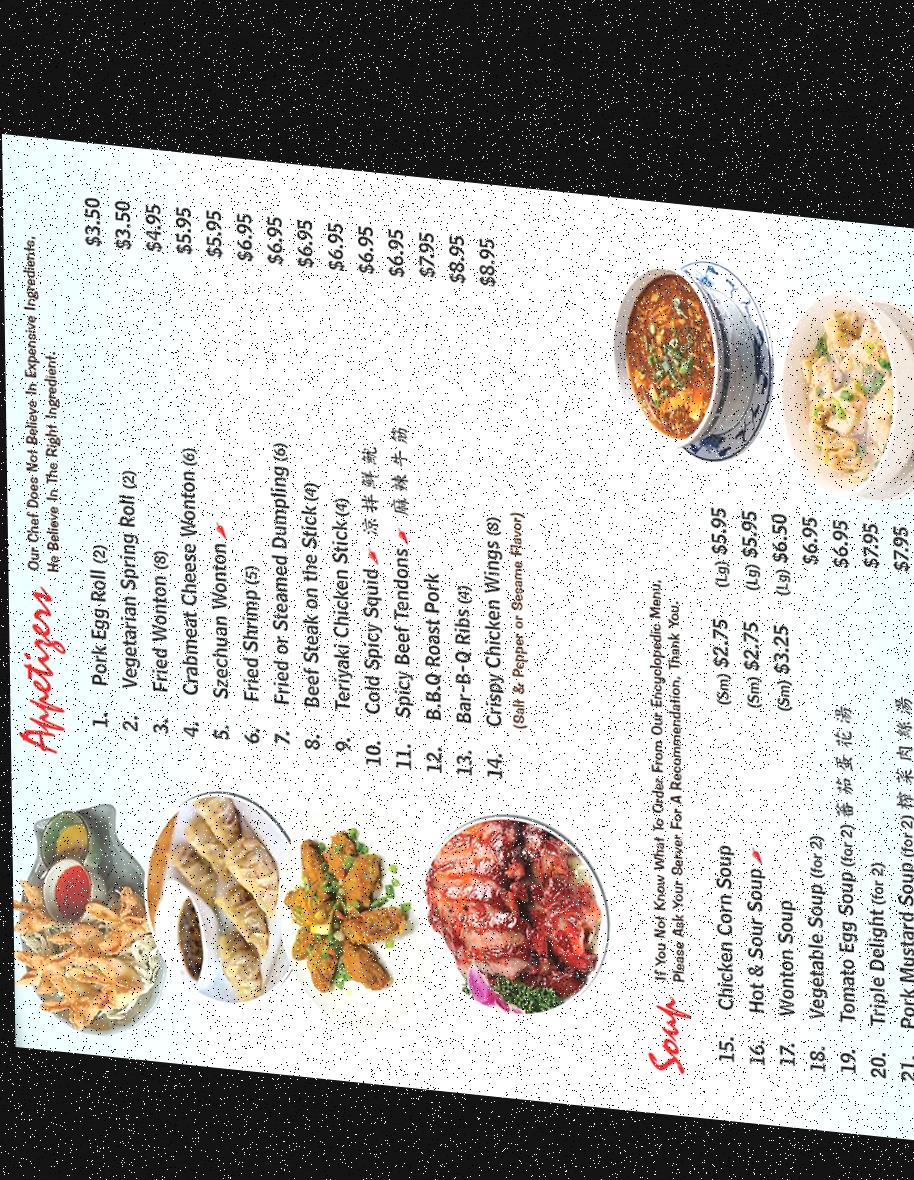 Appetizers
Our Chef Does Not Believe In Expensive Ingredients,
He Believe In The Right Ingredient.
1. Pork Egg Roll (2) $3.50
2. Vegetarian Spring Roll (2) $3.50
3. Fried Wonton (8) $4.95
4. Crabmeat Cheese Wonton (6) $5.95
5. Szechuan Wonton $5.95
6. Fried Shrimp (5) $6.95
7. Fried or Steamed Dumpling (6) $6.95
8. Beef Steak on the Stick (4) $6.95
9. Teriyaki Chicken Stick (4) $6.95
10. Cold Spicy Squid 涼拌鮮魷 $6.95
11. Spicy Beef Tendons 麻辣牛筋 $6.95
12. B.B.Q Roast Pork $7.95
13. Bar-B-Q Ribs (4) $8.95
14. Crispy Chicken Wings (8) $8.95
(Salt & Pepper or Sesame Flavor)
Soup
If You Not Know What To Order From Our Encyclopedic Menu,
Please Ask Your Server For A Recommendation, Thank You.
15. Chicken Corn Soup (Sm) $2.75 (Lg) $5.95
16. Hot & Sour Soup (Sm) $2.75 (Lg) $5.95
17. Wonton Soup (Sm) $3.25 (Lg) $6.50
18. Vegetable Soup (for 2) $6.95
19. Tomato Egg Soup (for 2) 蕃茄蛋花湯 $6.95
20. Triple Delight (for 2) $7.95
21. Pork Mustard Soup (for 2) 榨菜肉絲湯 $7.95